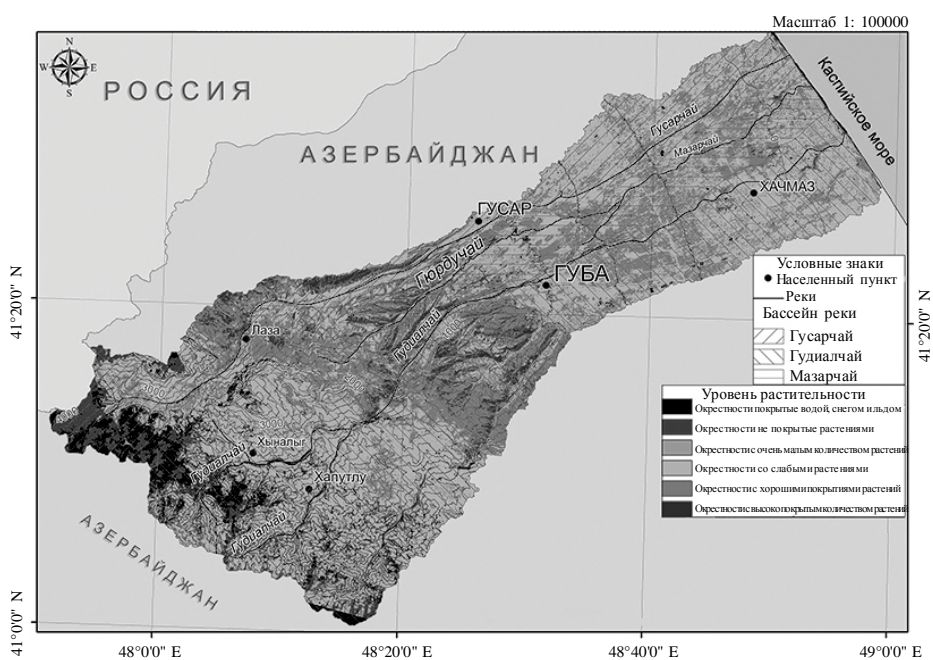 Масштаб 1: 100000
N
W E
S
РОССИЯ
АЗЕРБАЙДЖАН
Каспийское море
Гусарчай
Мазарчай
ХАЧМАЗ
ГУСАР
Гюрдучай
ГУБА
Гудиалчай
Лаза
3000
Хыналыг
Гудиалчай
Хапутлу
Гудиарчай
АЗЕРБАЙДЖАН
Условные знаки
Населенный пункт
Реки
Бассейн реки
Гусарчай
Гудиалчай
Мазарчай
Уровень растительности
Окрестности покрытые водой, снегом и льдом
Окрестности не покрытые растениями
Окрестности с очень малым количеством растений
Окрестности со слабыми растениями
Окрестности с хорошими покрытиями растений
Окрестности с высоко покрытым количеством растений
41°20'0" N
41°0'0" N
41°20'0" N
48°0'0" E
48°20'0" E
48°40'0" E
49°0'0" E